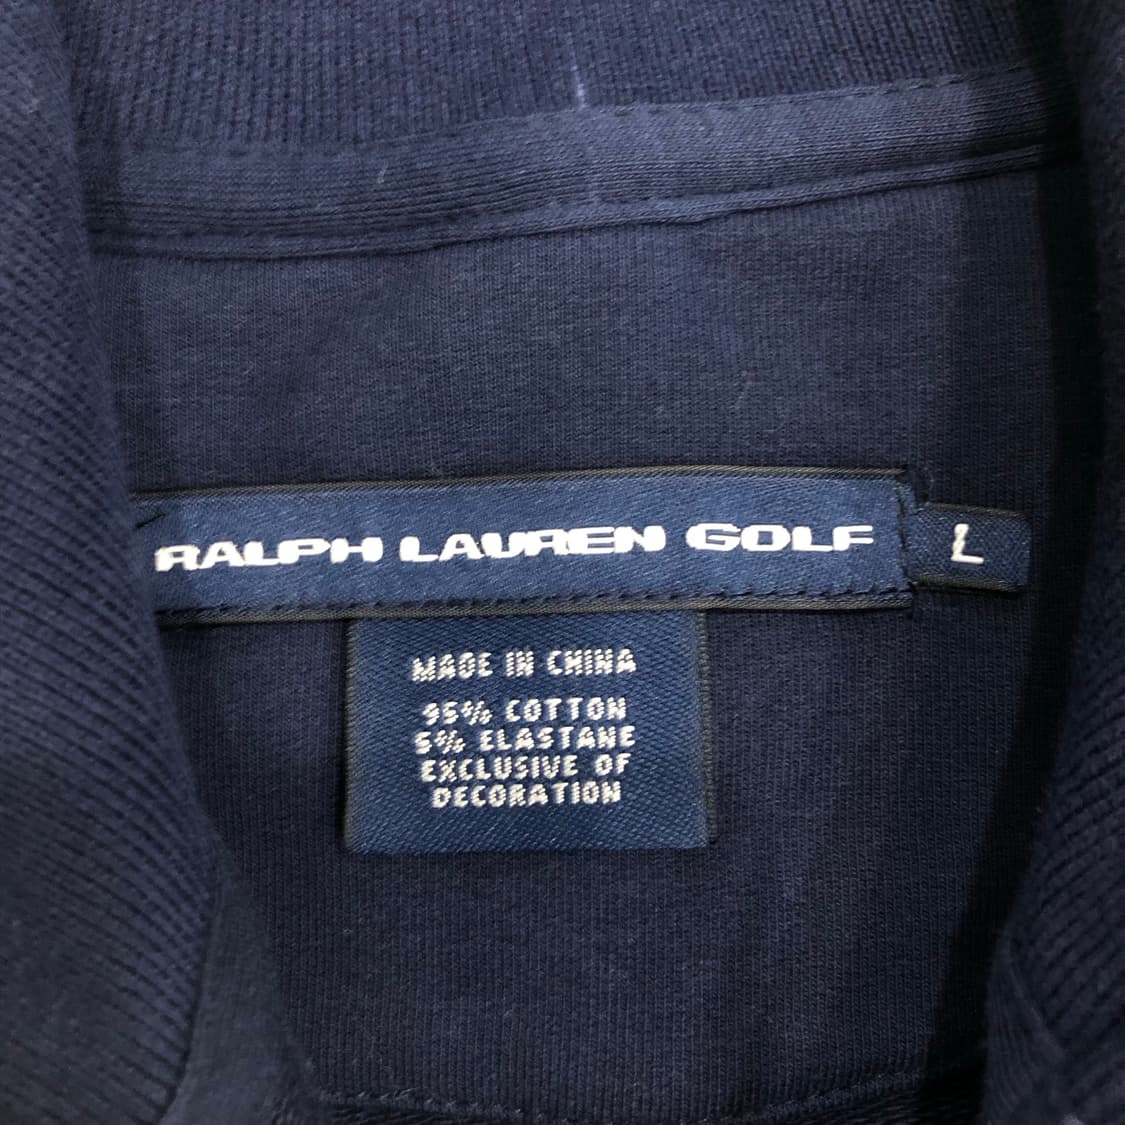 RALPH LAUREN GOLF
L
MADE IN CHINA
95% COTTON
5% ELASTANE
EXCLUSIVE OF
DECORATION